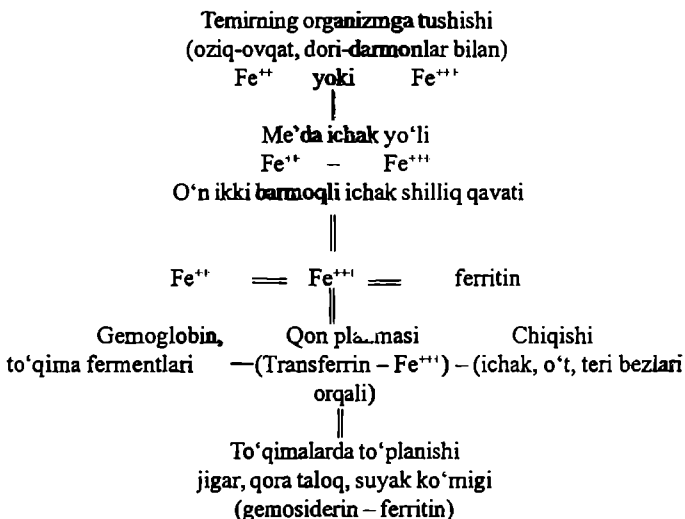 Temirning organizmga tushishi
(oziq-ovqat, dori-darmonlar bilan)
Fe⁺⁺ yoki Fe⁺⁺⁺
Me'da ichak yo‘li
Fe⁺⁺ – Fe⁺⁺⁺
O‘n ikki barmoqli ichak shilliq qavati
Fe⁺⁺ == Fe⁺⁺⁺ == ferritin
Gemoglobin, Qon plazmasi Chiqishi
to‘qima fermentlari —(Transferrin – Fe⁺⁺⁺) – (ichak, o‘t, teri bezlari
orqali)
To‘qimalarda to‘planishi
jigar, qora taloq, suyak ko‘migi
(gemosiderin – ferritin)